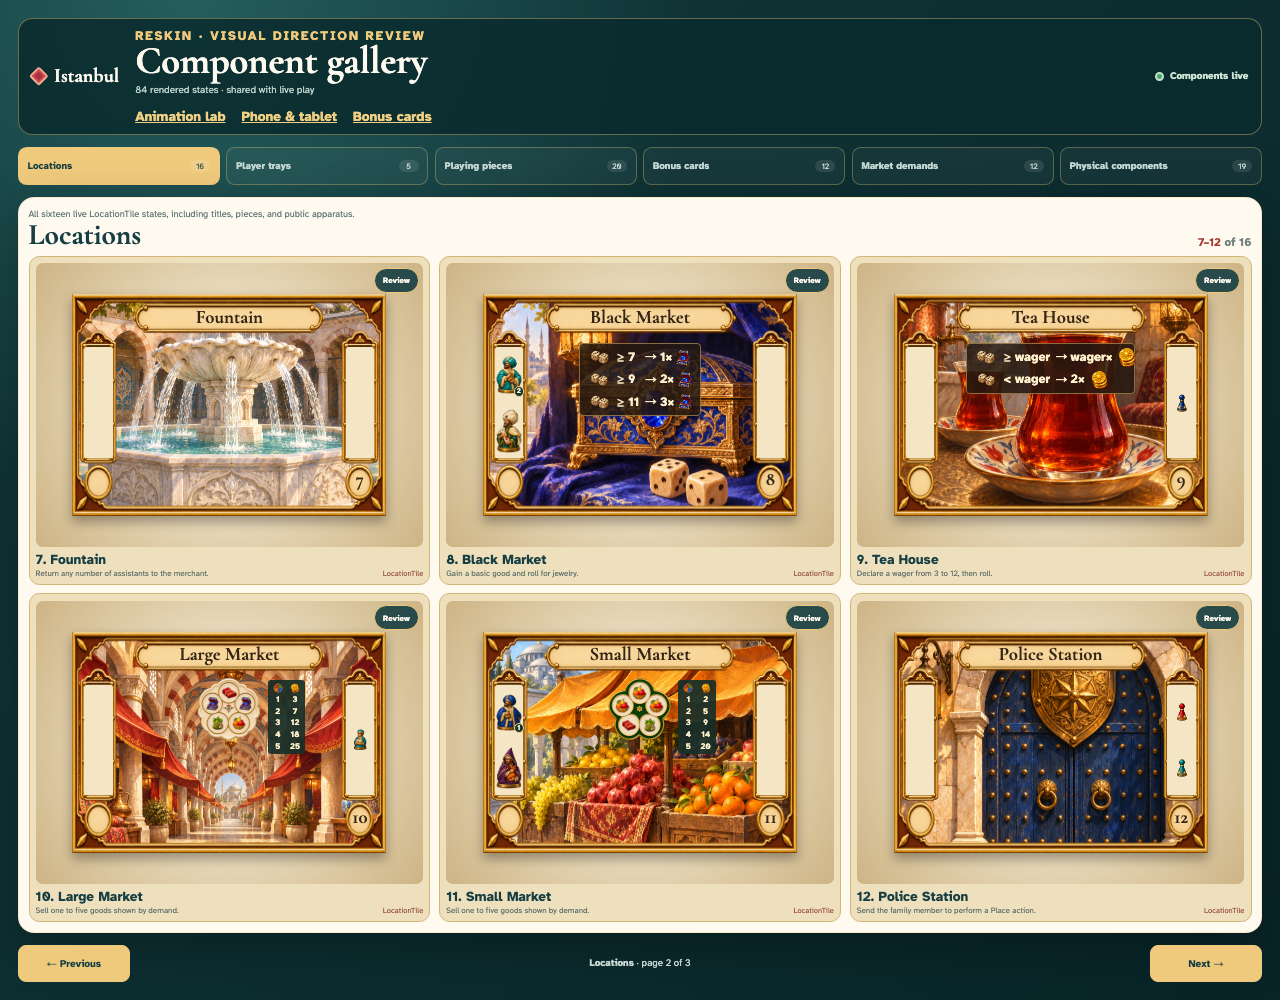 Istanbul
RESKIN · VISUAL DIRECTION REVIEW
Component gallery
84 rendered states · shared with live play
Animation lab Phone & tablet Bonus cards
Components live
Locations 16
Player trays 5
Playing pieces 20
Bonus cards 12
Market demands 12
Physical components 19
All sixteen live LocationTile states, including titles, pieces, and public apparatus.
Locations
7–12 of 16
Review
Fountain
7
7. Fountain
Return any number of assistants to the merchant.
LocationTile
Review
Black Market
≥ 7 → 1×
≥ 9 → 2×
≥ 11 → 3×
2
8
8. Black Market
Gain a basic good and roll for jewelry.
LocationTile
Review
Tea House
≥ wager → wager×
< wager → 2×
9
9. Tea House
Declare a wager from 3 to 12, then roll.
LocationTile
Review
Large Market
1 3
2 7
3 12
4 18
5 25
10
10. Large Market
Sell one to five goods shown by demand.
LocationTile
Review
Small Market
1 2
2 5
3 9
4 14
5 20
1
11
11. Small Market
Sell one to five goods shown by demand.
LocationTile
Review
Police Station
12
12. Police Station
Send the family member to perform a Place action.
LocationTile
← Previous
Locations · page 2 of 3
Next →